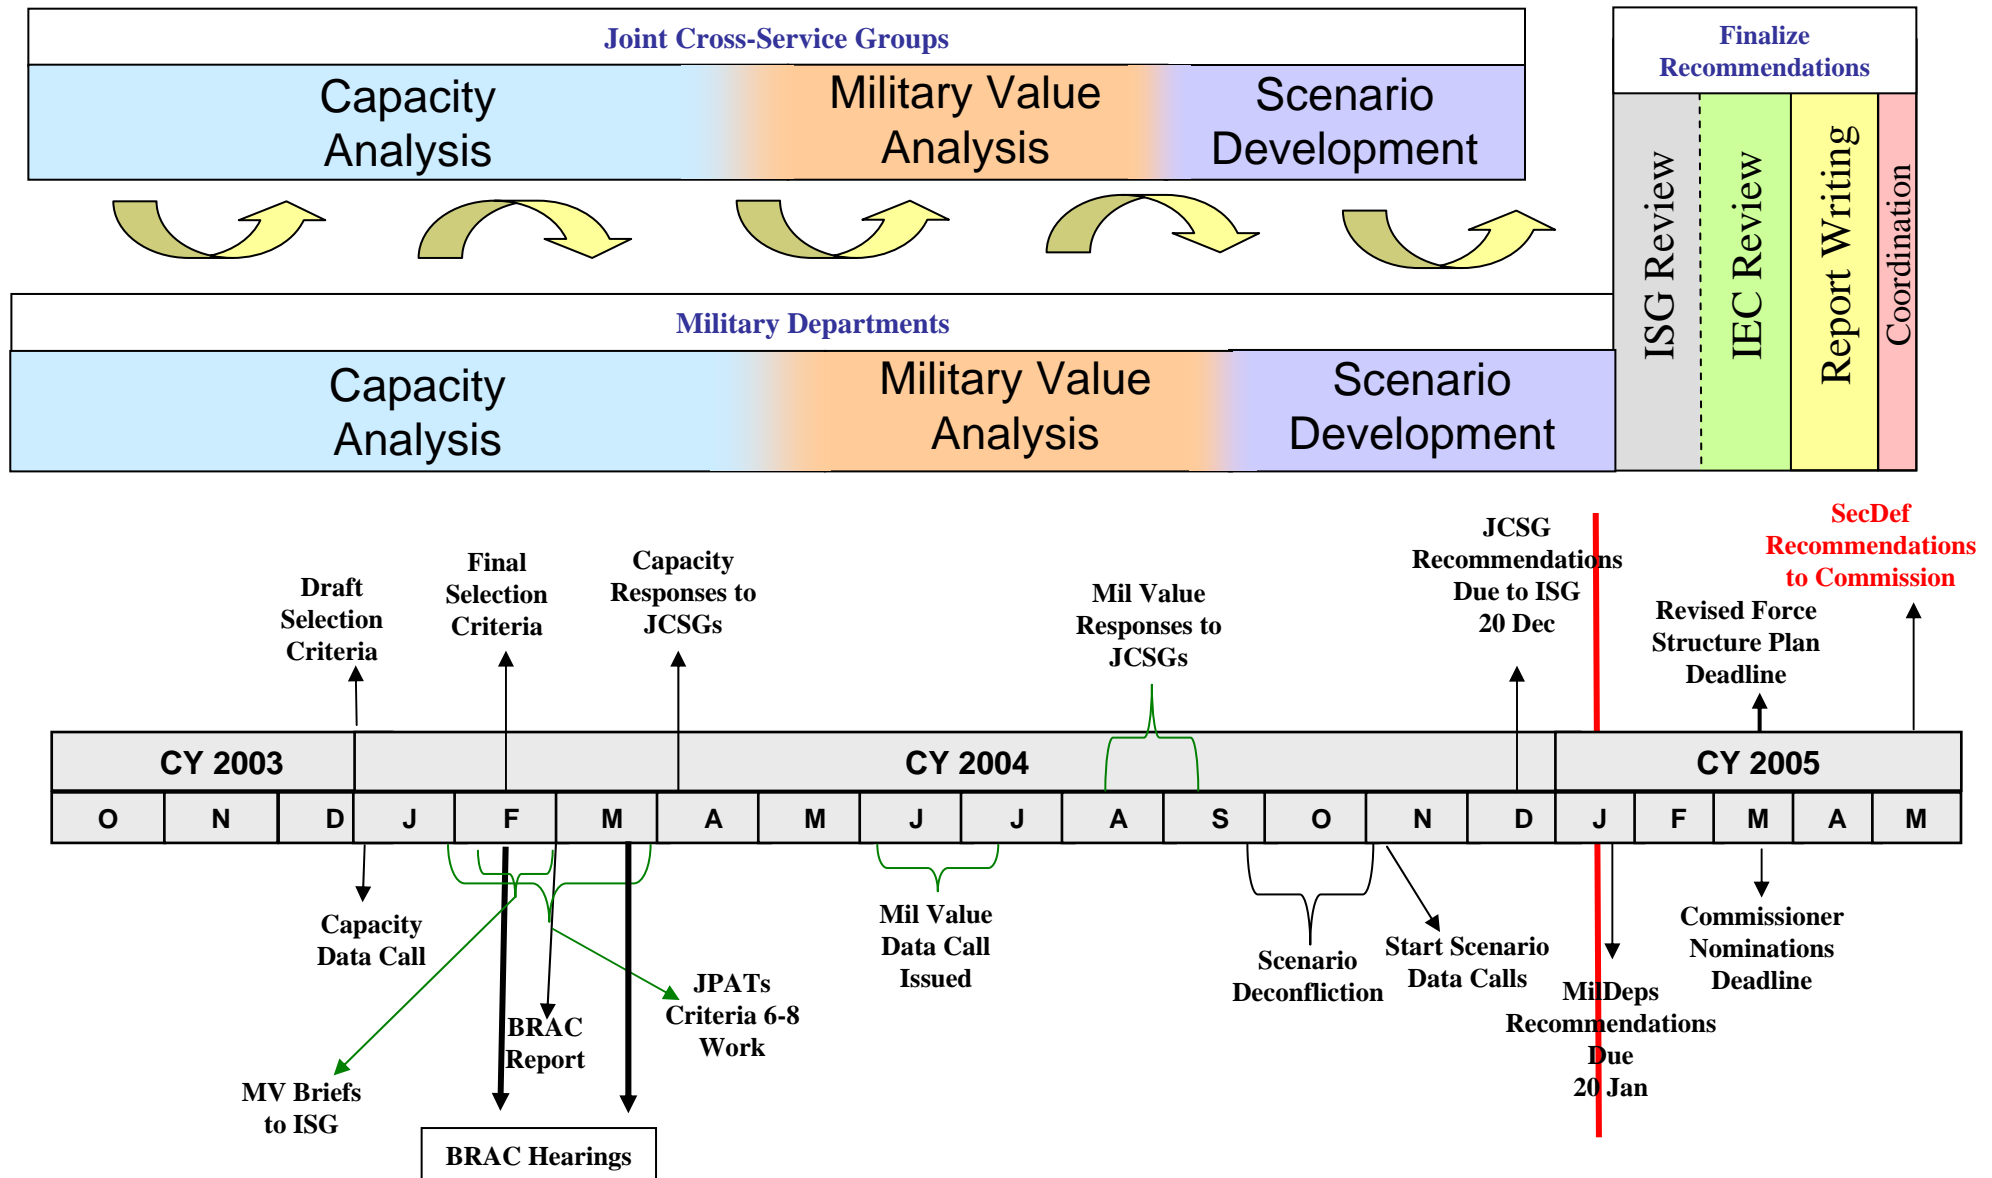 Joint Cross-Service Groups
Capacity
Analysis
Military Value
Analysis
Scenario
Development
Finalize
Recommendations
ISG Review
IEC Review
Report Writing
Coordination
Military Departments
Capacity
Analysis
Military Value
Analysis
Scenario
Development
Draft
Selection
Criteria
Final
Selection
Criteria
Capacity
Responses to
JCSGs
Mil Value
Responses to
JCSGs
JCSG
Recommendations
Due to ISG
20 Dec
Revised Force
Structure Plan
Deadline
SecDef
Recommendations
to Commission
CY 2003
CY 2004
CY 2005
O N D J F M A M J J A S O N D J F M A M
Capacity
Data Call
MV Briefs
to ISG
BRAC
Report
BRAC Hearings
JPATs
Criteria 6-8
Work
Mil Value
Data Call
Issued
Scenario
Deconfliction
Start Scenario
Data Calls
MilDeps
Recommendations
Due
20 Jan
Commissioner
Nominations
Deadline